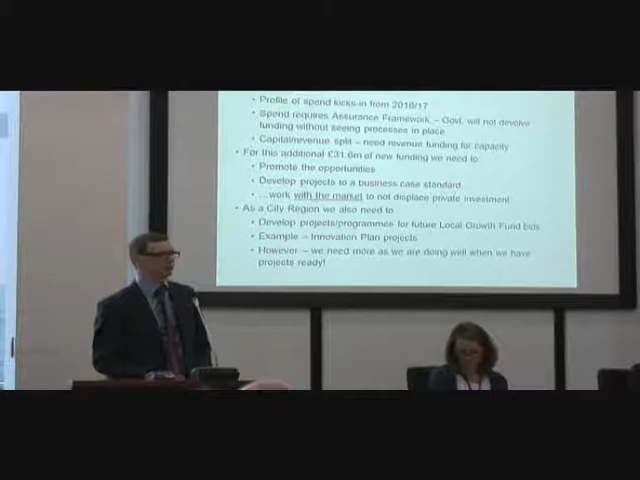 • Profile of spend kicks-in from 2016/17
• Spend requires Assurance Framework – Govt. will not devolve
funding without seeing processes in place
• Capital/revenue split – need revenue funding for capacity
• For this additional £31.6m of new funding we need to:
• Promote the opportunities
• Develop projects to a business case standard
• …work with the market to not displace private investment
• As a City Region we also need to
• Develop projects/programmes for future Local Growth Fund bids
• Example – Innovation Plan projects
• However – we need more as we are doing well when we have
projects ready!